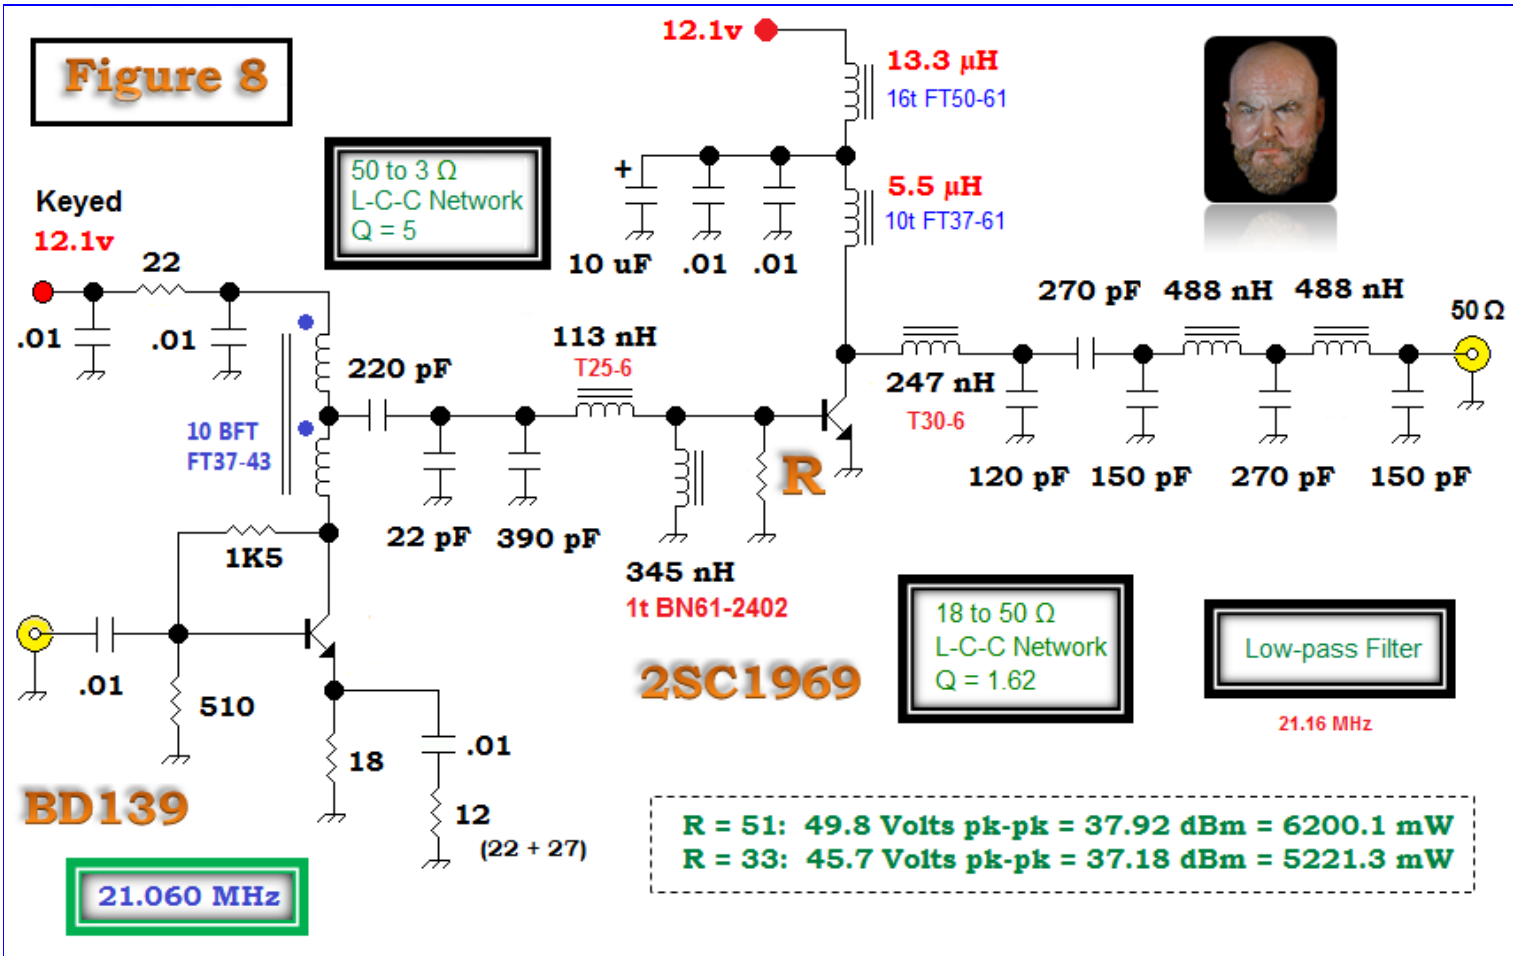 Figure 8
12.1v
13.3 µH
16t FT50-61
50 to 3 Ω
L-C-C Network
Q = 5
+
10 uF
.01
.01
5.5 µH
10t FT37-61
Keyed
12.1v
22
.01
.01
10 BFT
FT37-43
220 pF
113 nH
T25-6
22 pF
390 pF
345 nH
1t BN61-2402
R
247 nH
T30-6
270 pF
488 nH
488 nH
50 Ω
120 pF
150 pF
270 pF
150 pF
1K5
.01
510
18
.01
12
(22 + 27)
BD139
2SC1969
18 to 50 Ω
L-C-C Network
Q = 1.62
Low-pass Filter
21.16 MHz
21.060 MHz
R = 51: 49.8 Volts pk-pk = 37.92 dBm = 6200.1 mW
R = 33: 45.7 Volts pk-pk = 37.18 dBm = 5221.3 mW